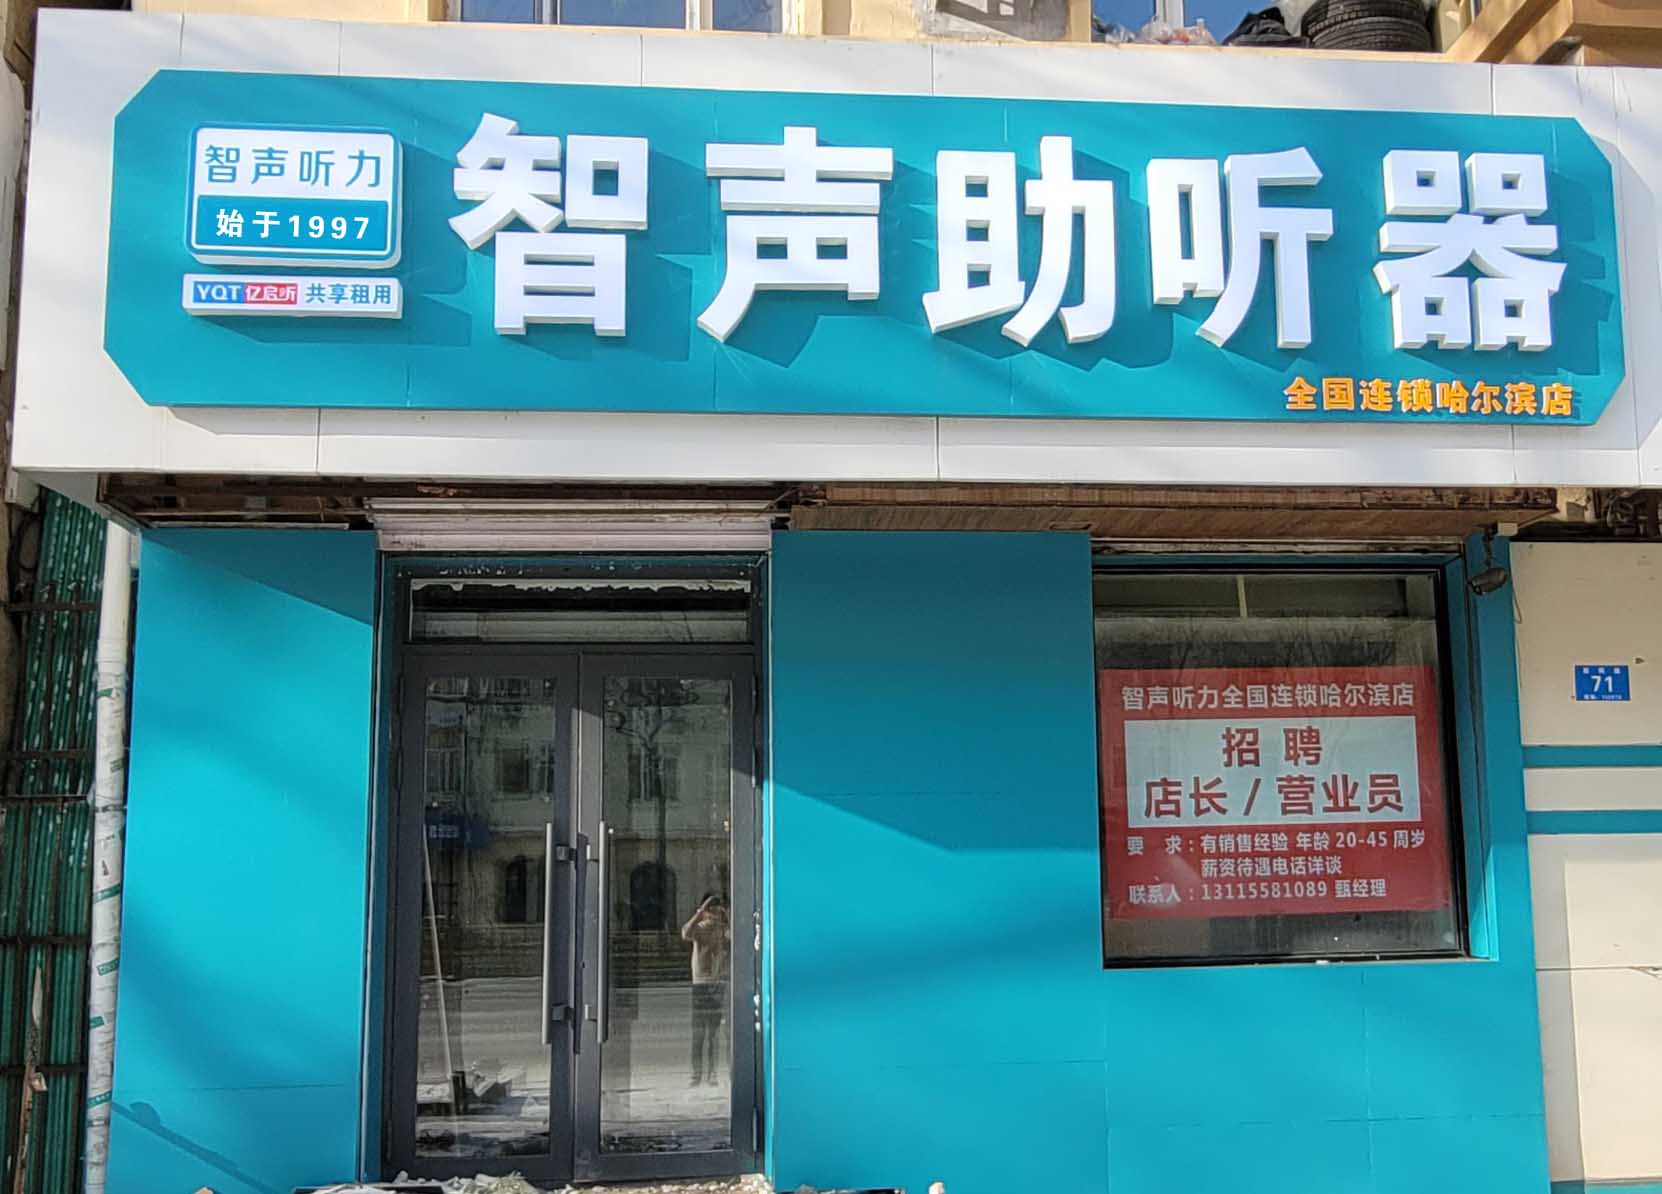 智声听力
始于1997
YQT亿启听 共享租用
智声助听器
全国连锁哈尔滨店
智声听力全国连锁哈尔滨店
招聘
店长/营业员
要 求：有销售经验 年龄 20-45 周岁
薪资待遇电话详谈
联系人：13115581089 甄经理
71